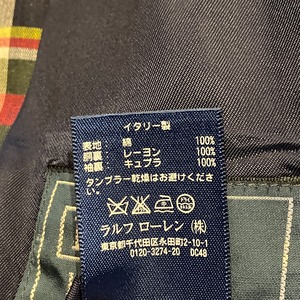 イタリー製
表地 綿 100%
胴裏 レーヨン 100%
袖裏 キュプラ 100%
タンブラー乾燥はお避けくださ
い。
ラルフ ローレン (株)
東京都千代田区永田町2-10-1
0120-3274-20 DC48